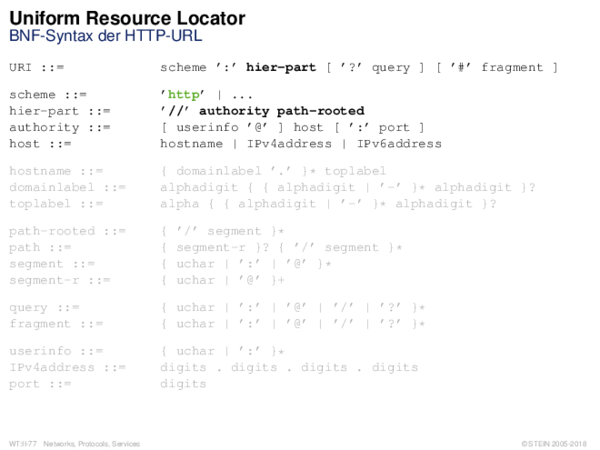 Uniform Resource Locator
BNF-Syntax der HTTP-URL
URI ::= scheme ':' hier-part [ '?' query ] [ '#' fragment ]
scheme ::= 'http' | ...
hier-part ::= '//' authority path-rooted
authority ::= [ userinfo '@' ] host [ ':' port ]
host ::= hostname | IPv4address | IPv6address
hostname ::= { domainlabel '.' }* toplabel
domainlabel ::= alphadigit { { alphadigit | '-' }* alphadigit }?
toplabel ::= alpha { { alphadigit | '-' }* alphadigit }?
path-rooted ::= { '/' segment }*
path ::= { segment-r }? { '/' segment }*
segment ::= { uchar | ':' | '@' }*
segment-r ::= { uchar | '@' }+
query ::= { uchar | ':' | '@' | '/' | '?' }*
fragment ::= { uchar | ':' | '@' | '/' | '?' }*
userinfo ::= { uchar | ':' }*
IPv4address ::= digits . digits . digits . digits
port ::= digits
WT:II-77 Networks, Protocols, Services © STEIN 2005-2018